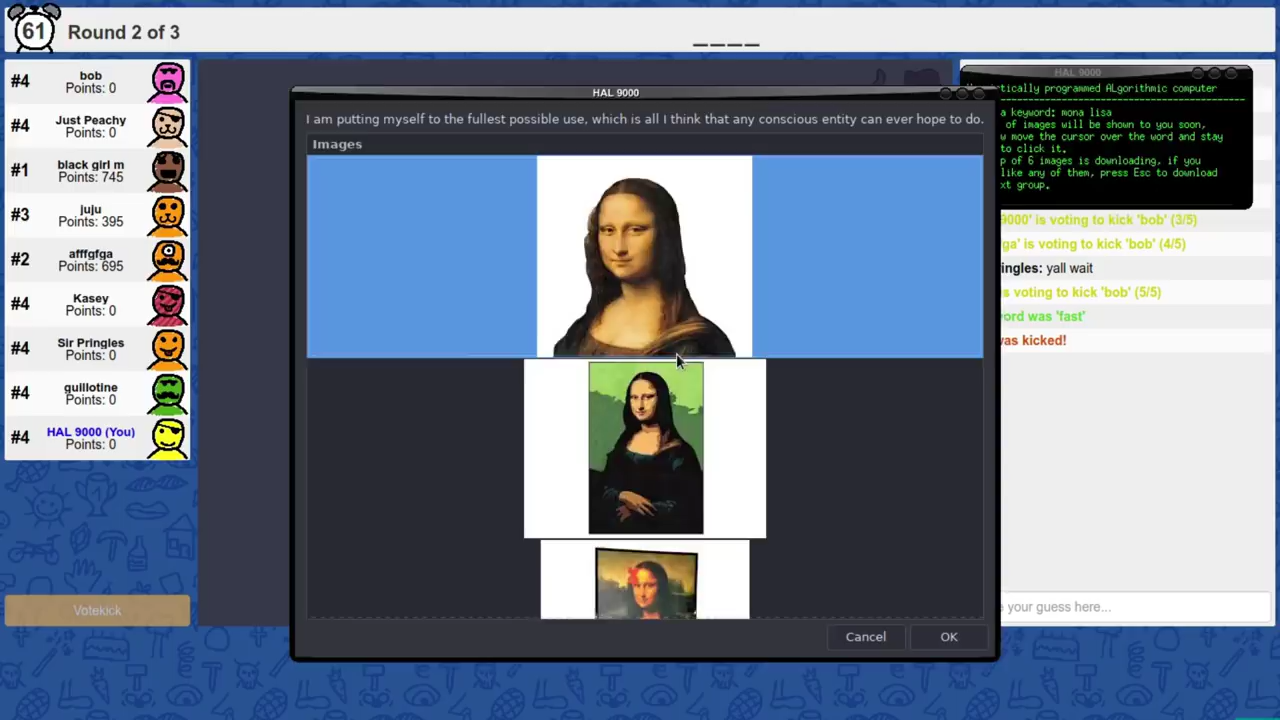 61
Round 2 of 3
____
#4
bob
Points: 0
#4
Just Peachy
Points: 0
#1
black girl m
Points: 745
#3
juju
Points: 395
#2
afffgfga
Points: 695
#4
Kasey
Points: 0
#4
Sir Pringles
Points: 0
#4
guillotine
Points: 0
#4
HAL 9000 (You)
Points: 0
Votekick
HAL 9000
I am putting myself to the fullest possible use, which is all I think that any conscious entity can ever hope to do.
Images
Cancel
OK
HAL 9000
tically programmed ALgorithmic computer
a keyword: mona lisa
of images will be shown to you soon,
w move the cursor over the word and stay
to click it.
p of 6 images is downloading, if you
like any of them, press Esc to download
xt group.
9000' is voting to kick 'bob' (3/5)
ga' is voting to kick 'bob' (4/5)
ingles: yall wait
s voting to kick 'bob' (5/5)
ord was 'fast'
was kicked!
your guess here...